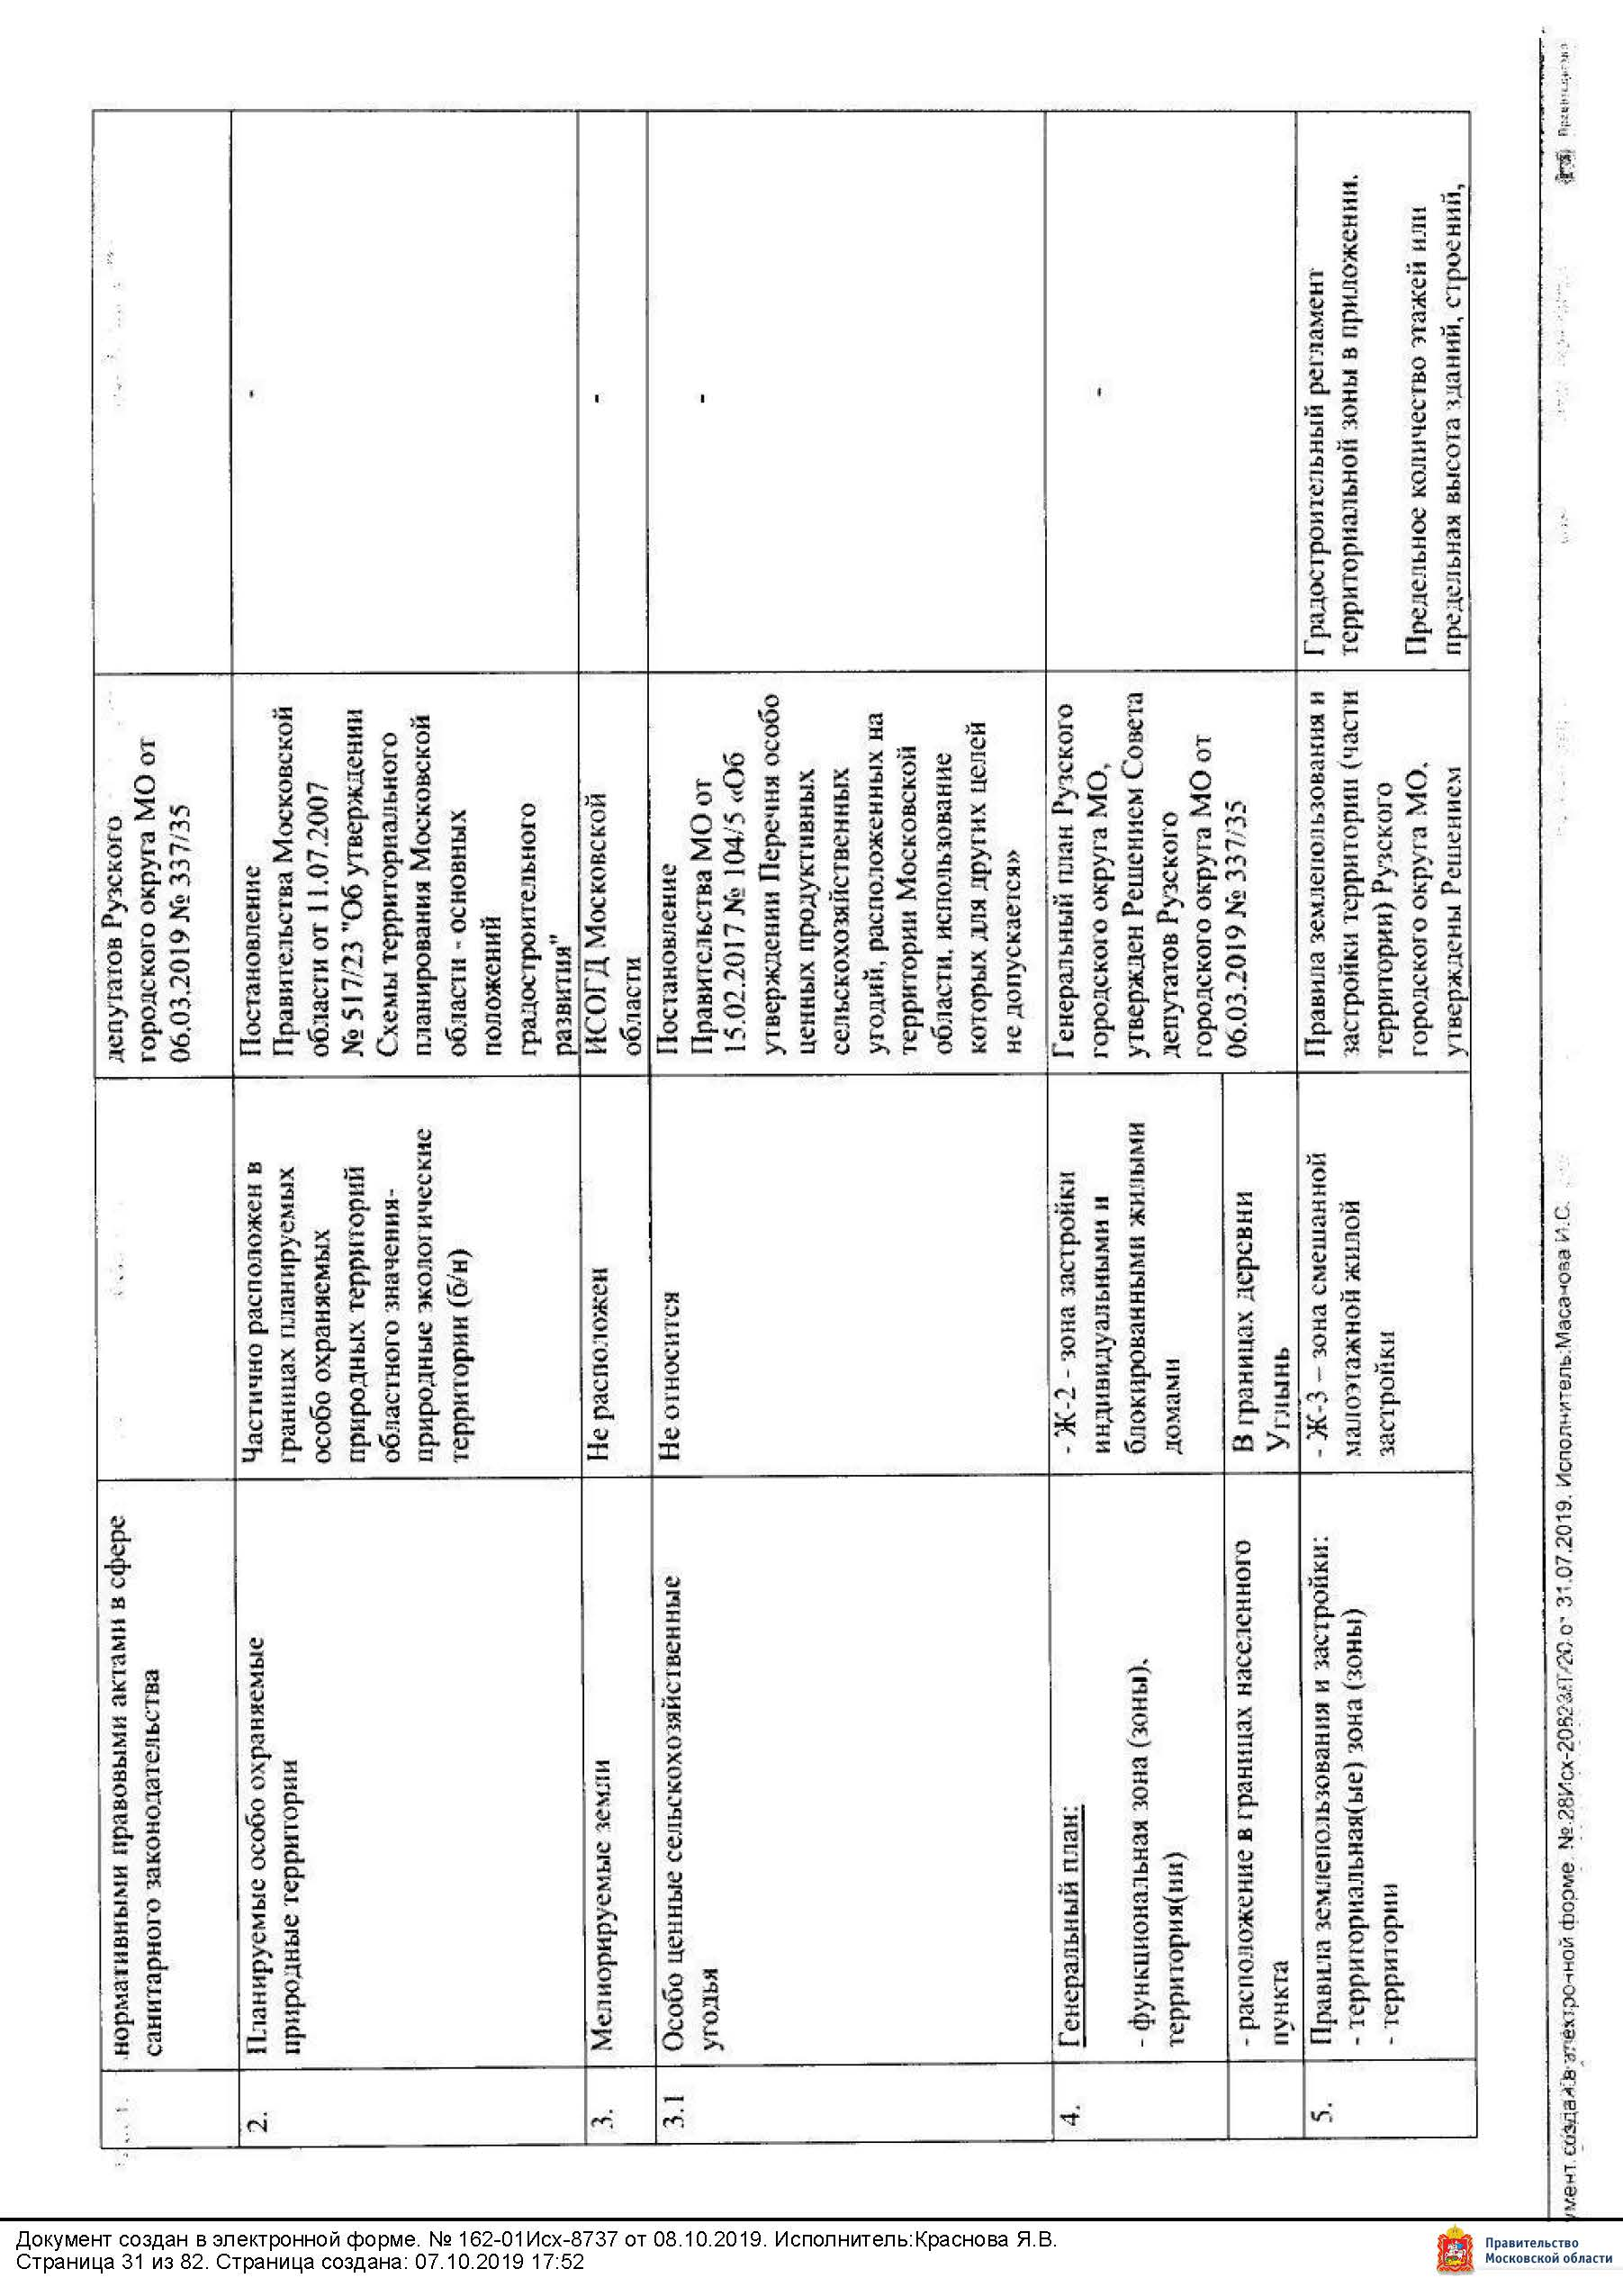 нормативными правовыми актами в сфере
санитарного законодательства
депутатов Рузского
городского округа МО от
06.03.2019 № 337/35
2.
Планируемые особо охраняемые
природные территории
Частично расположен в
границах планируемых
особо охраняемых
природных территорий
областного значения-
природные экологические
территории (б/н)
Постановление
Правительства Московской
области от 11.07.2007
№ 517/23 "Об утверждении
Схемы территориального
планирования Московской
области - основных
положений
градостроительного
развития"
-
3.
Мелиорируемые земли
Не расположен
ИСОГД Московской
области
-
3.1
Особо ценные сельскохозяйственные
угодья
Не относится
Постановление
Правительства МО от
15.02.2017 № 104/5 «Об
утверждении Перечня особо
ценных продуктивных
сельскохозяйственных
угодий, расположенных на
территории Московской
области, использование
которых для других целей
не допускается»
-
4.
Генеральный план:
- функциональная зона (зоны),
территория(ии)
- Ж-2 - зона застройки
индивидуальными и
блокированными жилыми
домами
Генеральный план Рузского
городского округа МО,
утвержден Решением Совета
депутатов Рузского
городского округа МО от
06.03.2019 № 337/35
-
- расположение в границах населенного
пункта
В границах деревни
Углынь
5.
Правила землепользования и застройки:
- территориальная(ые) зона (зоны)
- территории
- Ж-3 – зона смешанной
малоэтажной жилой
застройки
Правила землепользования и
застройки территории (части
территории) Рузского
городского округа МО,
утверждены Решением
Градостроительный регламент
территориальной зоны в приложении.
Предельное количество этажей или
предельная высота зданий, строений,
от 31.07.2019. Исполнитель:Масанова И.С.
Документ создан в электронной форме. № 162-01Исх-8737 от 08.10.2019. Исполнитель:Краснова Я.В.
Страница 31 из 82. Страница создана: 07.10.2019 17:52
Правительство
Московской области